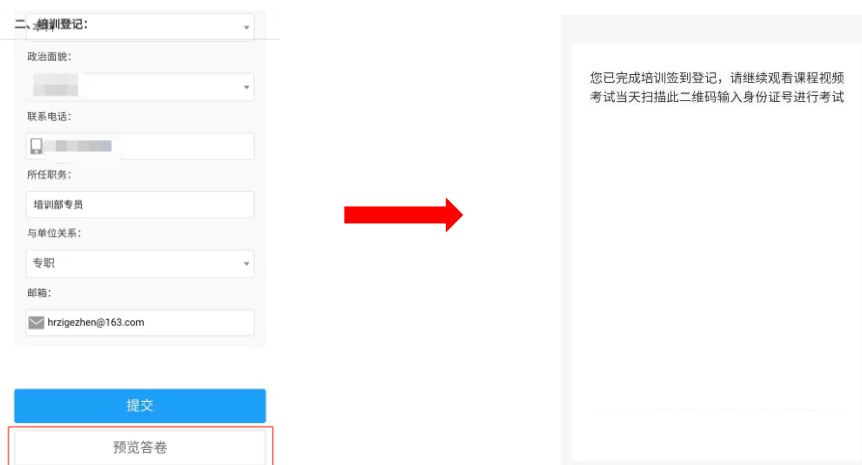 二、培训登记：
政治面貌：
联系电话：
所任职务：
培训部专员
与单位关系：
专职
邮箱：
hrzigezhen@163.com
提交
预览答卷
您已完成培训签到登记，请继续观看课程视频
考试当天扫描此二维码输入身份证号进行考试